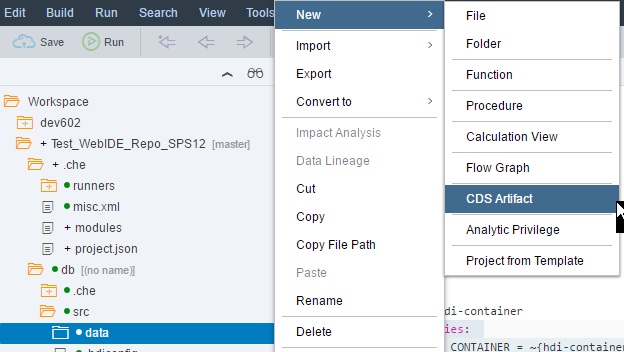 Edit Build Run Search View Tools
Save Run
Workspace
dev602
+ Test_WebIDE_Repo_SPS12 [master]
+ .che
runners
misc.xml
+ modules
+ project.json
db [(no name)]
.che
src
data
New
Import
Export
Convert to
Impact Analysis
Data Lineage
Cut
Copy
Copy File Path
Paste
Rename
Delete
File
Folder
Function
Procedure
Calculation View
Flow Graph
CDS Artifact
Analytic Privilege
Project from Template
di-container
ies:
CONTAINER = ~{hdi-container